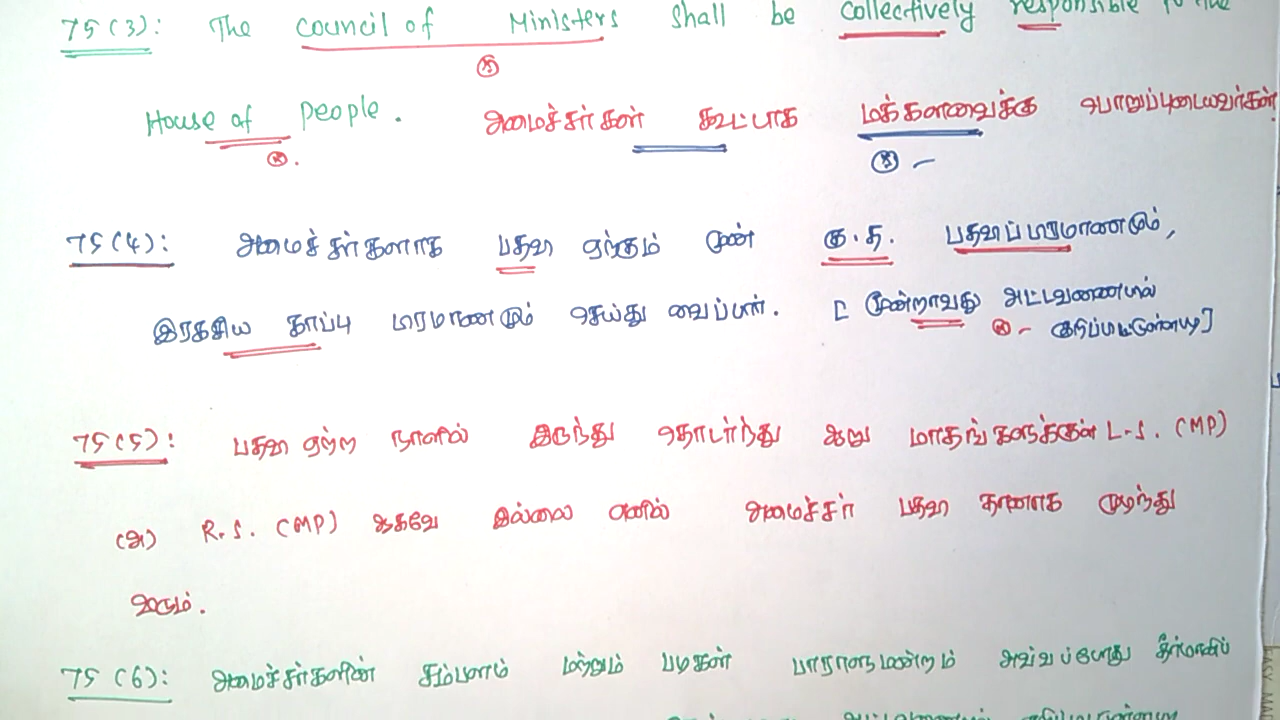 75(3): The Council of Ministers shall be Collectively responsible to the
House of People. அமைச்சர்கள் கூட்டாக மக்களவைக்கு பொறுப்புடையவர்கள்
75(4): அமைச்சர்களாக பதவி ஏற்கும் முன் கு.த. பதவிப்பிரமாணமும்,
இரகசிய காப்பு பிரமாணமும் செய்து வைப்பார். [மூன்றாவது அட்டவணையில்
குறிப்பிடப்பட்டுள்ளது]
75(5): பதவி ஏற்ற நாளில் இருந்து தொடர்ந்து ஆறு மாதங்களுக்குள் L.S. (MP)
(அ) R.S. (MP) ஆகவே இல்லை எனில் அமைச்சர் பதவி தானாக முடிந்து
விடும்.
75(6): அமைச்சர்களின் சம்பளம் மற்றும் படிகள் பாராளுமன்றம் அவ்வப்போது தீர்மானிப்